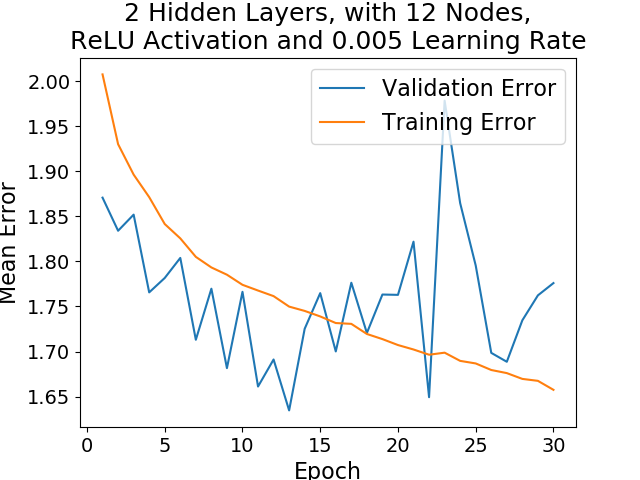 2 Hidden Layers, with 12 Nodes,
ReLU Activation and 0.005 Learning Rate
Validation Error
Training Error
Mean Error
2.00
1.95
1.90
1.85
1.80
1.75
1.70
1.65
0 5 10 15 20 25 30
Epoch